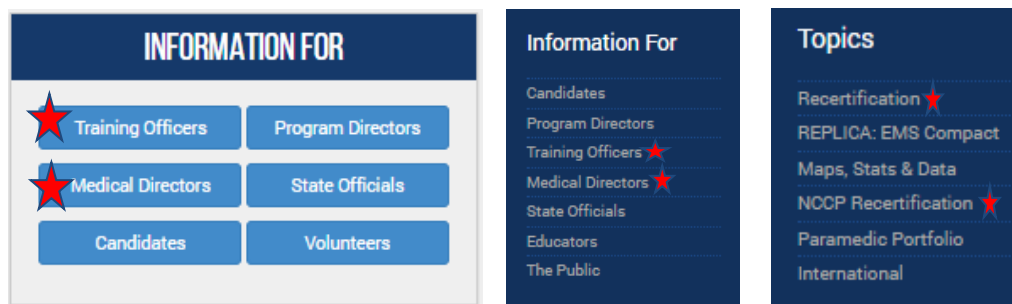 INFORMATION FOR
Training Officers Program Directors
Medical Directors State Officials
Candidates Volunteers
Information For
Candidates
Program Directors
Training Officers
Medical Directors
State Officials
Educators
The Public
Topics
Recertification
REPLICA: EMS Compact
Maps, Stats & Data
NCCP Recertification
Paramedic Portfolio
International